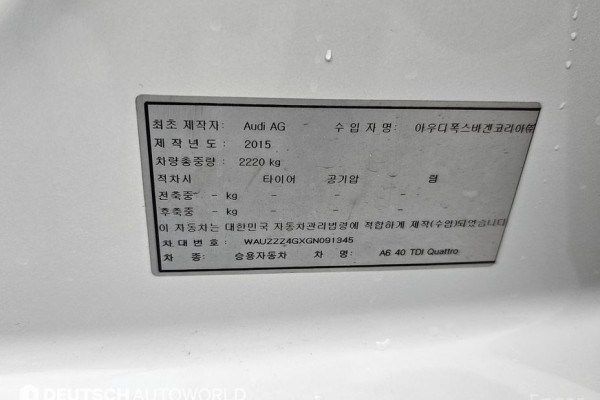 최초 제작자: Audi AG 수 입 자 명: 아우디폭스바겐코리아㈜
제 작 년 도 : 2015
차량총중량 : 2220 kg
적차시 타이어 공기압 - 림
전축중 - kg - - -
후축중 - kg - - -
이 자동차는 대한민국 자동차관리법령에 적합하게 제작(수입)되었습니다
차 대 번 호 : WAUZZZ4GXGN091345
차 종: 승용자동차 차 명: A6 40 TDI Quattro
DEUTSCH AUTOWORLD